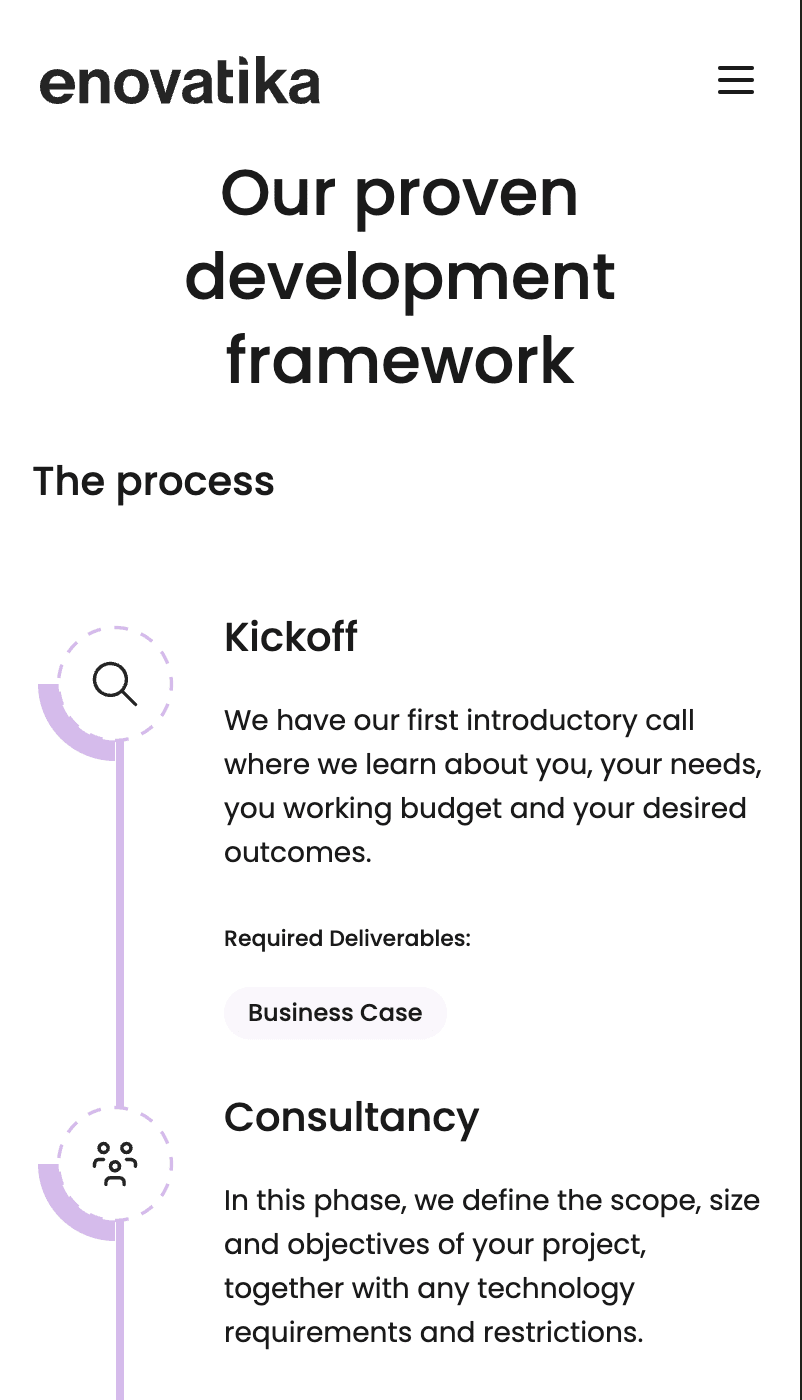 enovatika
Our proven
development
framework
The process
Kickoff
We have our first introductory call
where we learn about you, your needs,
you working budget and your desired
outcomes.
Required Deliverables:
Business Case
Consultancy
In this phase, we define the scope, size
and objectives of your project,
together with any technology
requirements and restrictions.